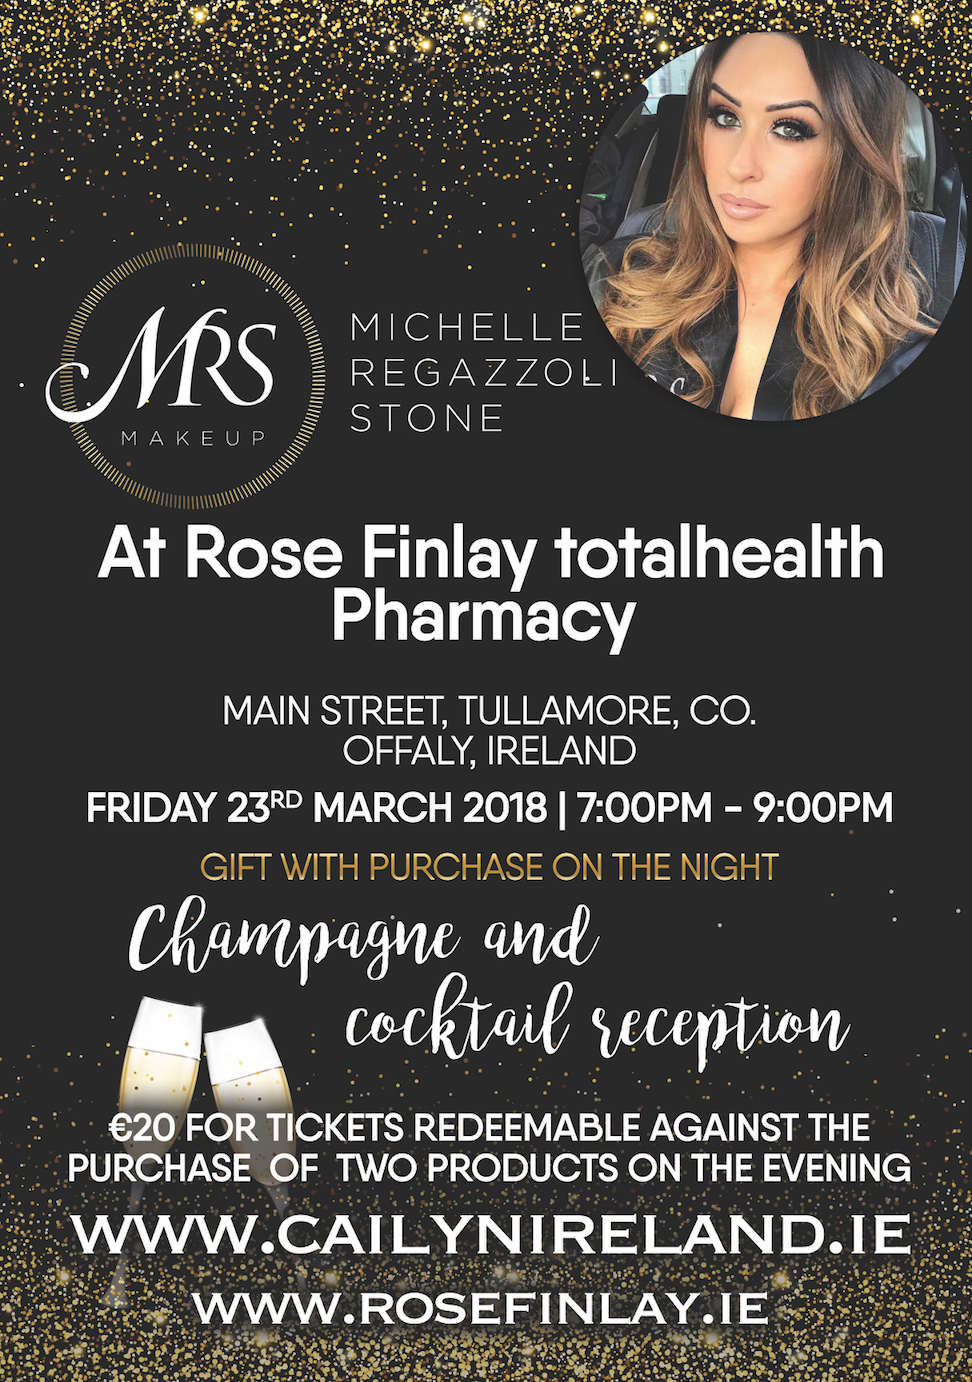 MRS
MAKEUP
MICHELLE
REGAZZOLI
STONE
At Rose Finlay totalhealth
Pharmacy
MAIN STREET, TULLAMORE, CO.
OFFALY, IRELAND
FRIDAY 23RD MARCH 2018 | 7:00PM - 9:00PM
GIFT WITH PURCHASE ON THE NIGHT
Champagne and
cocktail reception
€20 FOR TICKETS REDEEMABLE AGAINST THE
PURCHASE OF TWO PRODUCTS ON THE EVENING
WWW.CAILYNIRELAND.IE
WWW.ROSEFINLAY.IE